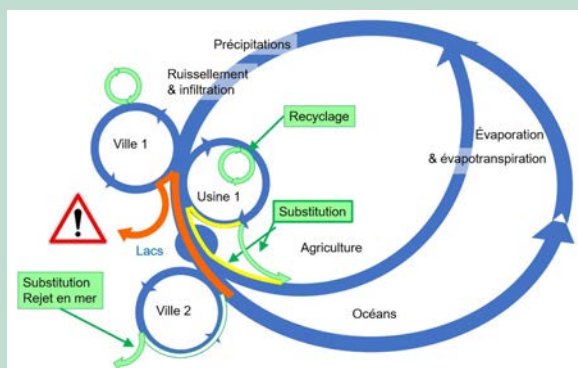 Précipitations
Ruissellement
& infiltration
Recyclage
Ville 1
Évaporation
& évapotranspiration
Usine 1
Substitution
!
Agriculture
Lacs
Substitution
Rejet en mer
Ville 2
Océans